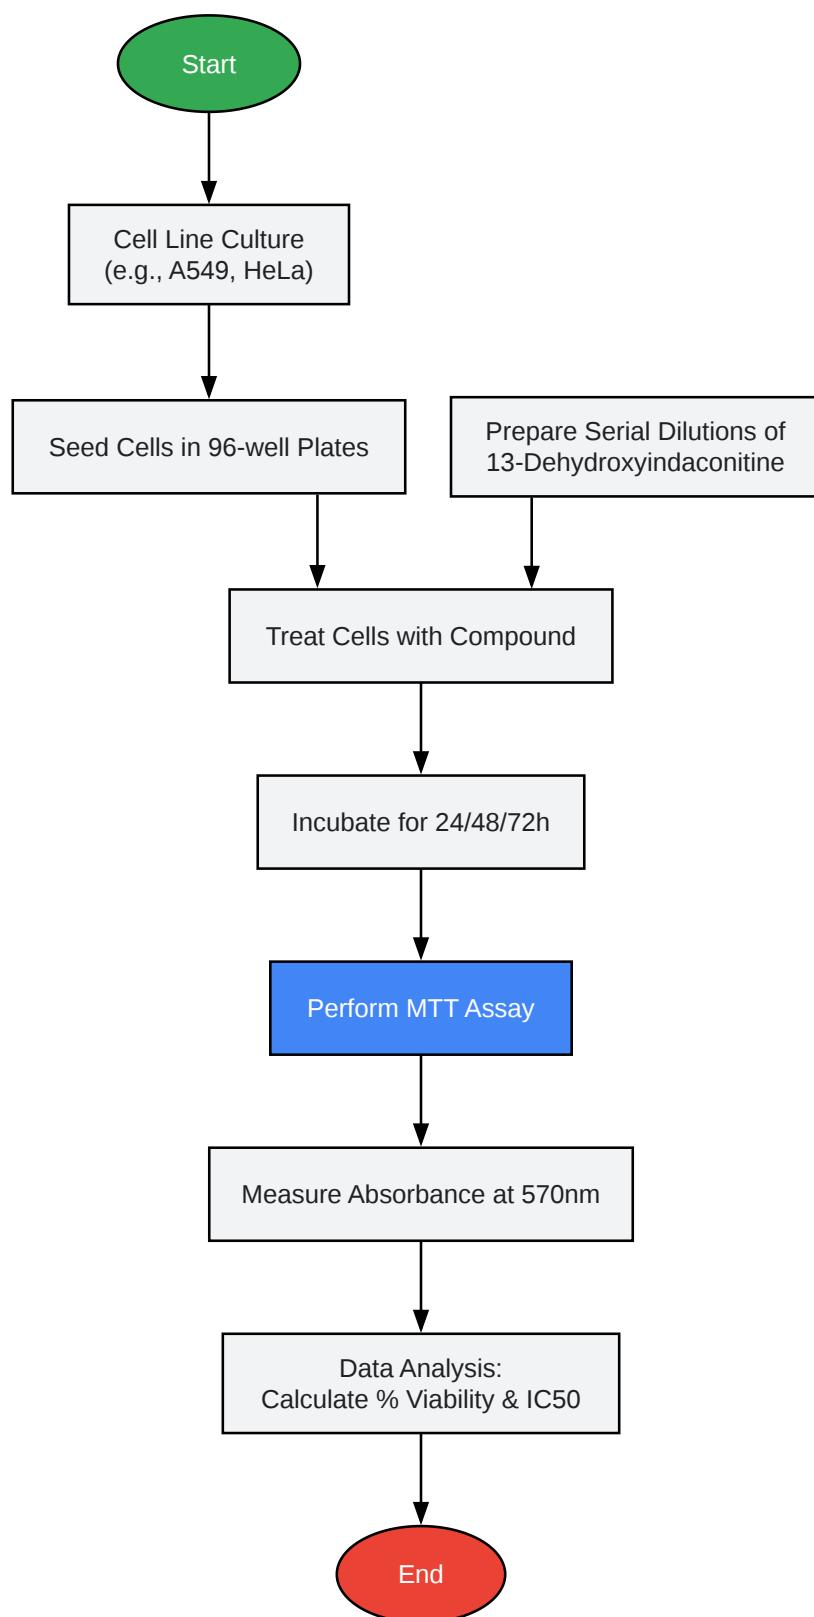 Start
Cell Line Culture
(e.g., A549, HeLa)
Seed Cells in 96-well Plates
Prepare Serial Dilutions of
13-Dehydroxyindaconitine
Treat Cells with Compound
Incubate for 24/48/72h
Perform MTT Assay
Measure Absorbance at 570nm
Data Analysis:
Calculate % Viability & IC50
End